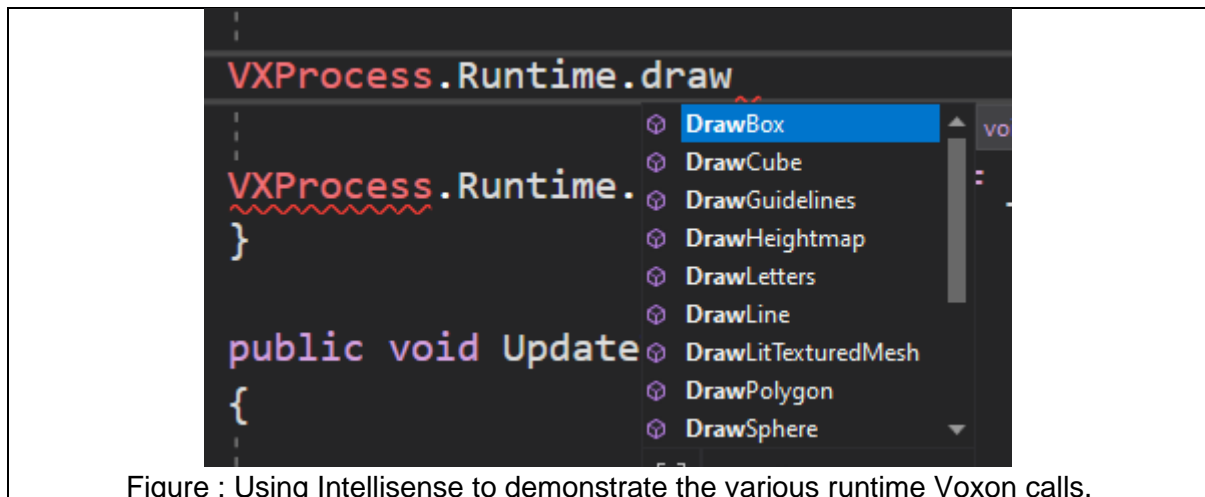 VXProcess.Runtime.draw
DrawBox
vo
DrawCube
VXProcess.Runtime.
DrawGuidelines
}
DrawHeightmap
DrawLetters
DrawLine
public void Update
DrawLitTexturedMesh
{
DrawPolygon
DrawSphere
Figure : Using Intellisense to demonstrate the various runtime Voxon calls.